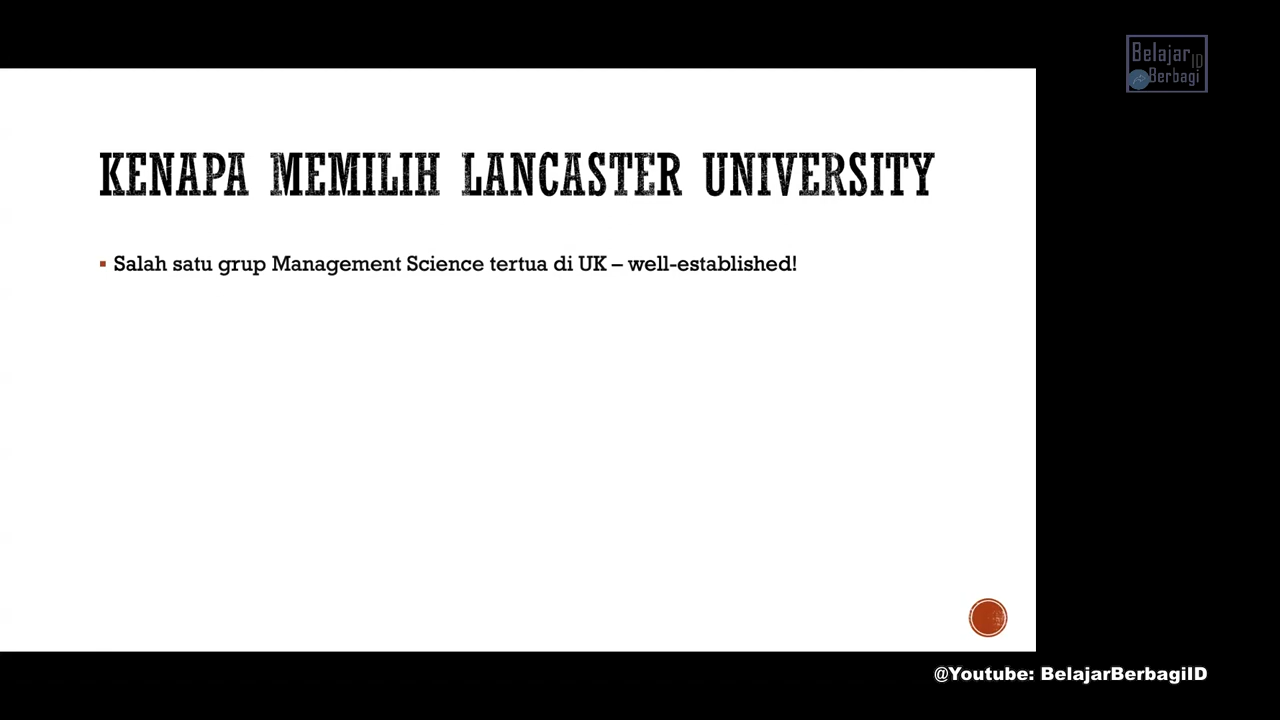 Belajar ID
Berbagi
KENAPA MEMILIH LANCASTER UNIVERSITY
▪ Salah satu grup Management Science tertua di UK – well-established!
@Youtube: BelajarBerbagiID